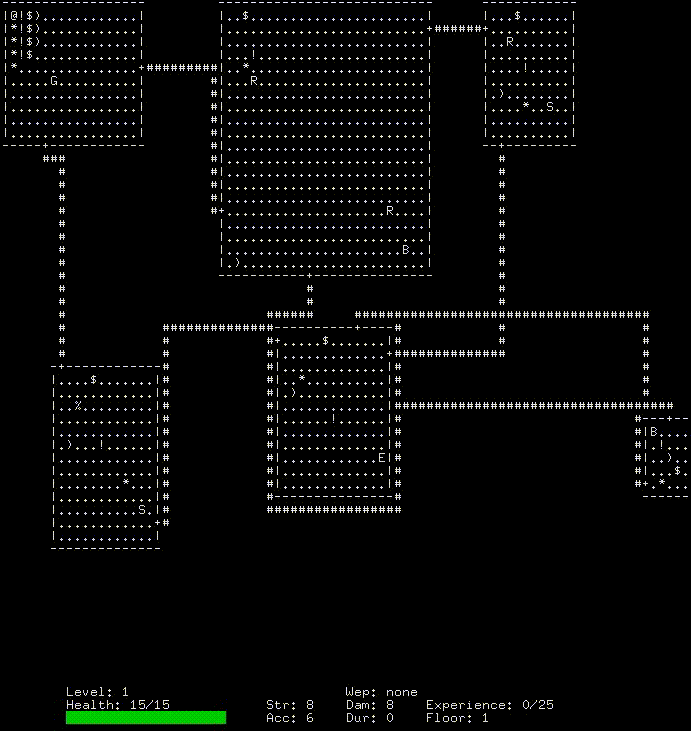 Level: 1 Wep: none
Health: 15/15 Str: 8 Dam: 8 Experience: 0/25
Acc: 6 Dur: 0 Floor: 1